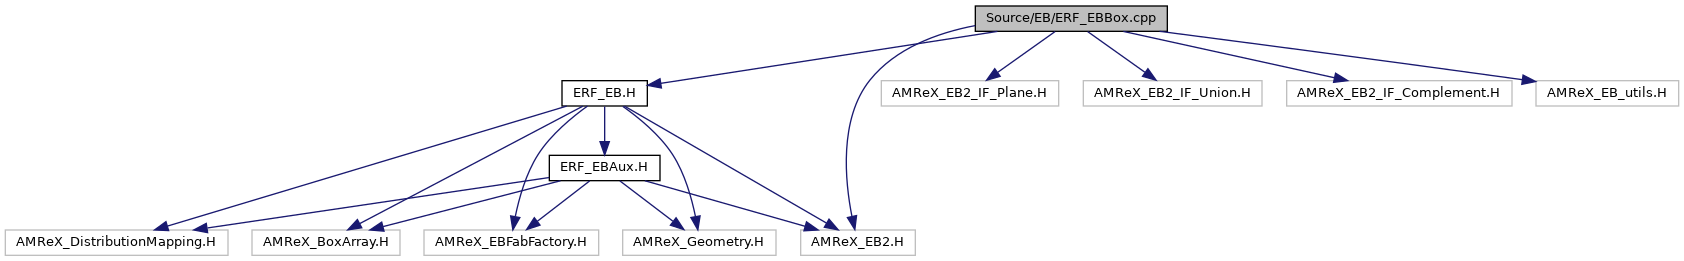 Source/EB/ERF_EBBox.cpp
ERF_EB.H
AMReX_EB2_IF_Plane.H
AMReX_EB2_IF_Union.H
AMReX_EB2_IF_Complement.H
AMReX_EB_utils.H
ERF_EBAux.H
AMReX_DistributionMapping.H
AMReX_BoxArray.H
AMReX_EBFabFactory.H
AMReX_Geometry.H
AMReX_EB2.H